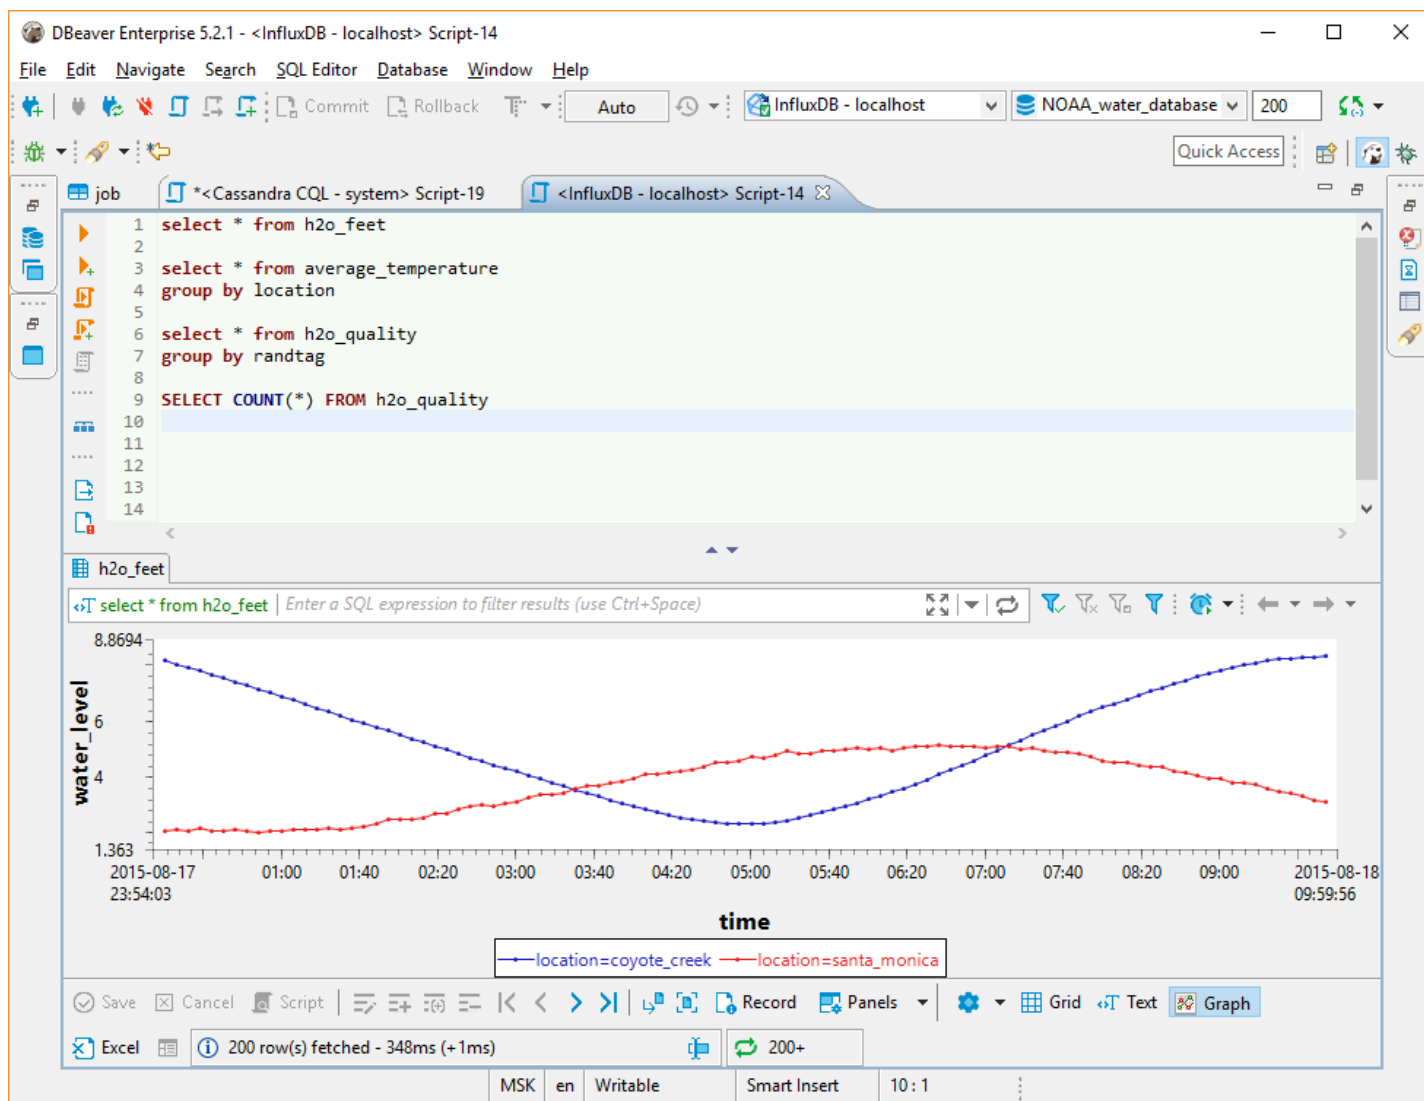 DBeaver Enterprise 5.2.1 - <InfluxDB - localhost> Script-14
File Edit Navigate Search SQL Editor Database Window Help
Commit Rollback Auto InfluxDB - localhost NOAA_water_database 200
Quick Access
job *<Cassandra CQL - system> Script-19 <InfluxDB - localhost> Script-14
1 select * from h2o_feet
2
3 select * from average_temperature
4 group by location
5
6 select * from h2o_quality
7 group by randtag
8
9 SELECT COUNT(*) FROM h2o_quality
10
11
12
13
14
h2o_feet
select * from h2o_feet Enter a SQL expression to filter results (use Ctrl+Space)
8.8694
6
4
1.363
water_level
2015-08-17 01:00 01:40 02:20 03:00 03:40 04:20 05:00 05:40 06:20 07:00 07:40 08:20 09:00 2015-08-18
23:54:03 09:59:56
time
location=coyote_creek location=santa_monica
Save Cancel Script Record Panels Grid Text Graph
Excel 200 row(s) fetched - 348ms (+1ms) 200+
MSK en Writable Smart Insert 10 : 1